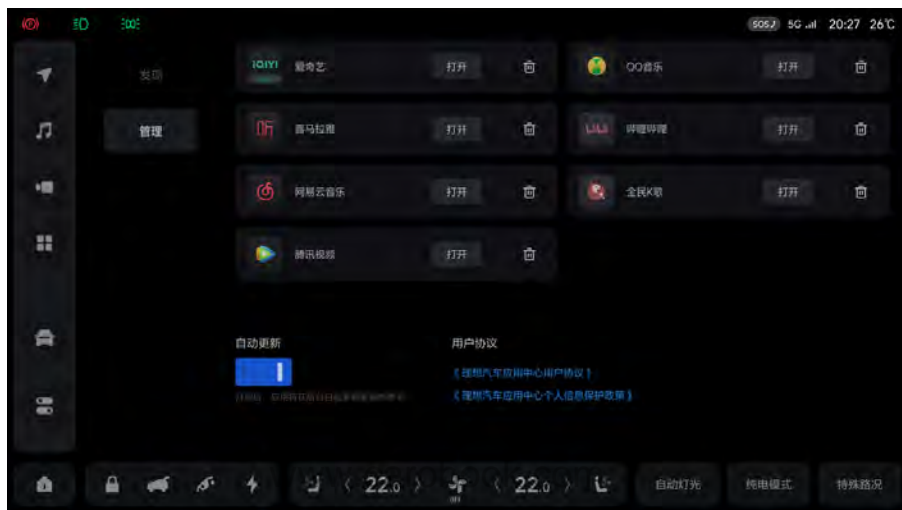 SOS 5G 20:27 26℃
发现
管理
iQIYI 爱奇艺 打开
QQ音乐 打开
听 喜马拉雅 打开
哔哩哔哩 打开
网易云音乐 打开
全民K歌 打开
腾讯视频 打开
自动更新
用户协议
《理想汽车应用中心用户协议》
《理想汽车应用中心个人信息保护政策》
22.0 OFF 22.0 自动灯光 纯电模式 特殊路况